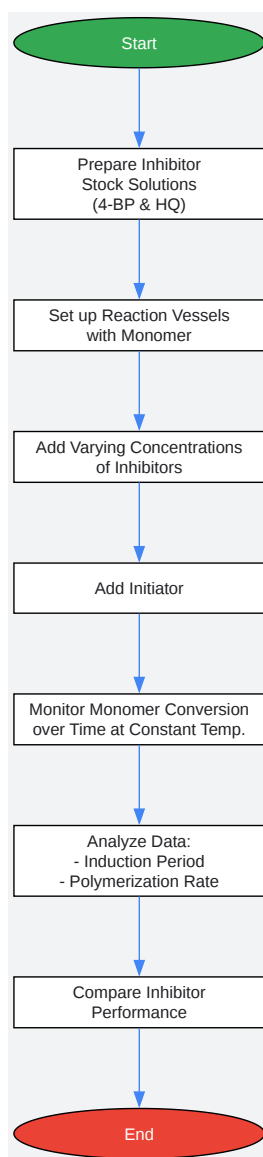 Start
Prepare Inhibitor
Stock Solutions
(4-BP & HQ)
Set up Reaction Vessels
with Monomer
Add Varying Concentrations
of Inhibitors
Add Initiator
Monitor Monomer Conversion
over Time at Constant Temp.
Analyze Data:
- Induction Period
- Polymerization Rate
Compare Inhibitor
Performance
End